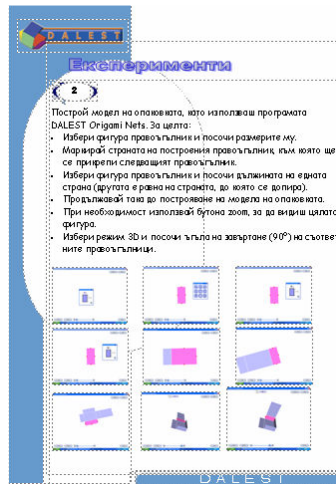 DALEST
Експерименти
2
Построй модел на опаковката, като използваш програмата
DALEST Origami Nets. За целта:
• Избери фигура правоъгълник и посочи размерите му.
• Маркирай страната на построения правоълник, към която ще
се прикрепи следващият правоъгълник.
• Избери фигура правоъгълник и посочи дължината на едната
страна (другата е равна на страната, до която се допира).
• Продължавай така до построяване на модела на опаковката.
• При необходимост използвай бутона zoom, за да видиш цялата
фигура.
• Избери режим 3D и посочи ъгъла на завъртане (90°) на съответ
ните правоъгълници.
DALEST